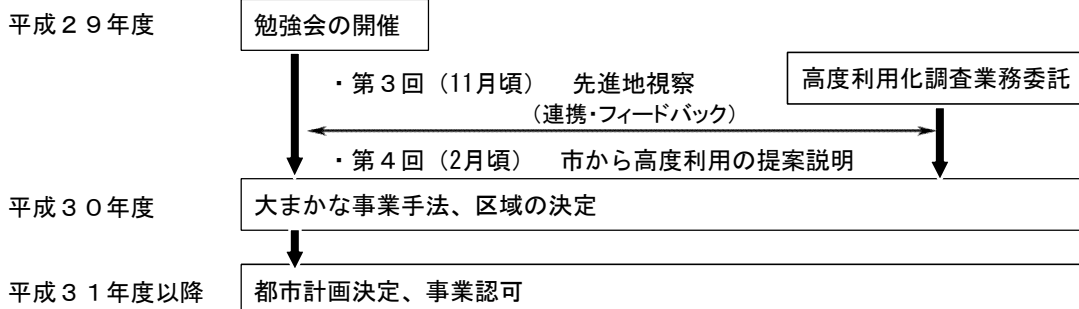 平成２９年度
勉強会の開催
高度利用化調査業務委託
・第３回（11月頃）　先進地視察
（連携・フィードバック）
・第４回（2月頃）　市から高度利用の提案説明
平成３０年度
大まかな事業手法、区域の決定
平成３１年度以降
都市計画決定、事業認可